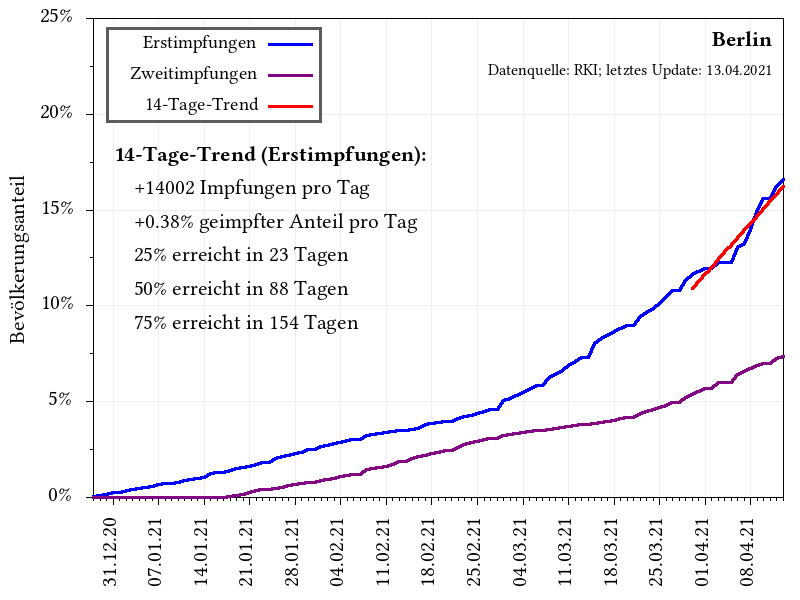 25%
20%
15%
10%
5%
0%
Bevölkerungsanteil
Erstimpfungen
Zweitimpfungen
14-Tage-Trend
Berlin
Datenquelle: RKI; letztes Update: 13.04.2021
14-Tage-Trend (Erstimpfungen):
+14002 Impfungen pro Tag
+0.38% geimpfter Anteil pro Tag
25% erreicht in 23 Tagen
50% erreicht in 88 Tagen
75% erreicht in 154 Tagen
31.12.20
07.01.21
14.01.21
21.01.21
28.01.21
04.02.21
11.02.21
18.02.21
25.02.21
04.03.21
11.03.21
18.03.21
25.03.21
01.04.21
08.04.21